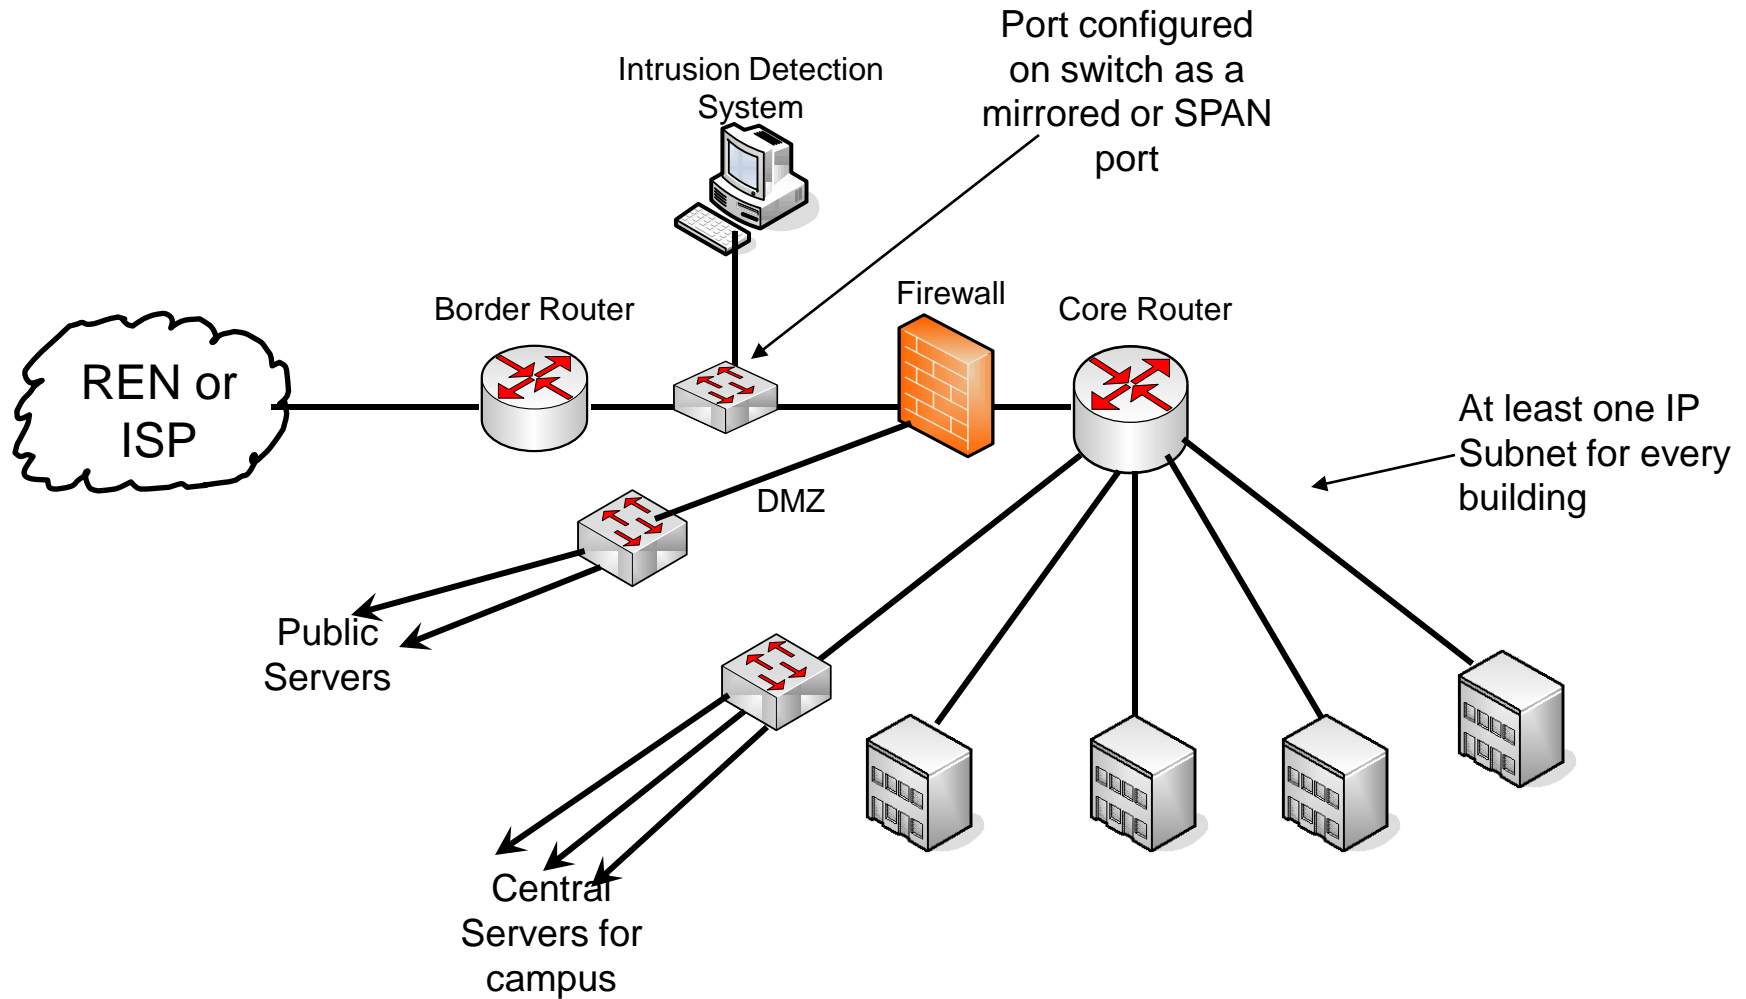 Port configured
on switch as a
mirrored or SPAN
port
Intrusion Detection
System
Border Router
Firewall
Core Router
REN or
ISP
At least one IP
Subnet for every
building
DMZ
Public
Servers
Central
Servers for
campus